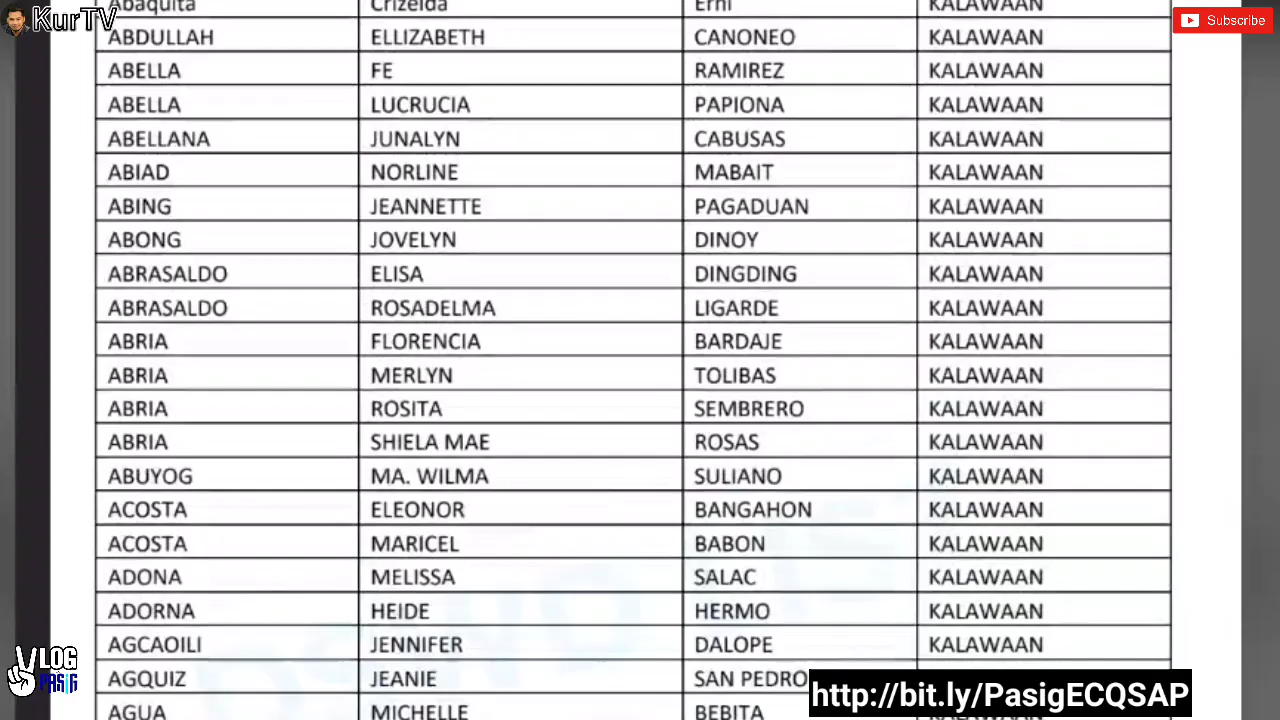 KurTV
Subscribe
Abaquita Crizelda Erni KALAWAAN
ABDULLAH ELLIZABETH CANONEO KALAWAAN
ABELLA FE RAMIREZ KALAWAAN
ABELLA LUCRUCIA PAPIONA KALAWAAN
ABELLANA JUNALYN CABUSAS KALAWAAN
ABIAD NORLINE MABAIT KALAWAAN
ABING JEANNETTE PAGADUAN KALAWAAN
ABONG JOVELYN DINOY KALAWAAN
ABRASALDO ELISA DINGDING KALAWAAN
ABRASALDO ROSADELMA LIGARDE KALAWAAN
ABRIA FLORENCIA BARDAJE KALAWAAN
ABRIA MERLYN TOLIBAS KALAWAAN
ABRIA ROSITA SEMBRERO KALAWAAN
ABRIA SHIELA MAE ROSAS KALAWAAN
ABUYOG MA. WILMA SULIANO KALAWAAN
ACOSTA ELEONOR BANGAHON KALAWAAN
ACOSTA MARICEL BABON KALAWAAN
ADONA MELISSA SALAC KALAWAAN
ADORNA HEIDE HERMO KALAWAAN
AGCAOILI JENNIFER DALOPE KALAWAAN
AGQUIZ JEANIE SAN PEDRO
AGUA MICHELLE BEBITA
VLOG
PASIG
http://bit.ly/PasigECQSAP